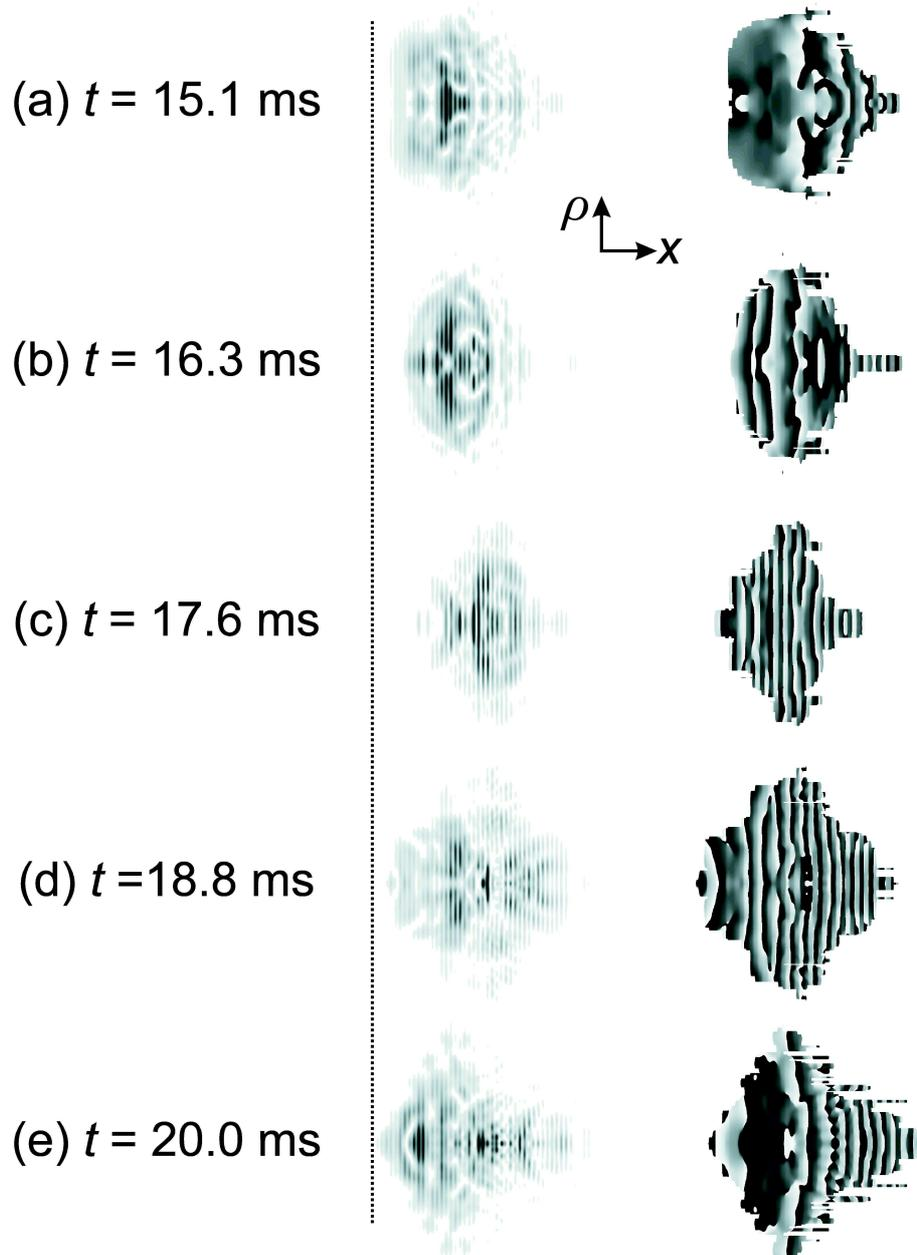 (a) t = 15.1 ms
ρ
x
(b) t = 16.3 ms
(c) t = 17.6 ms
(d) t =18.8 ms
(e) t = 20.0 ms